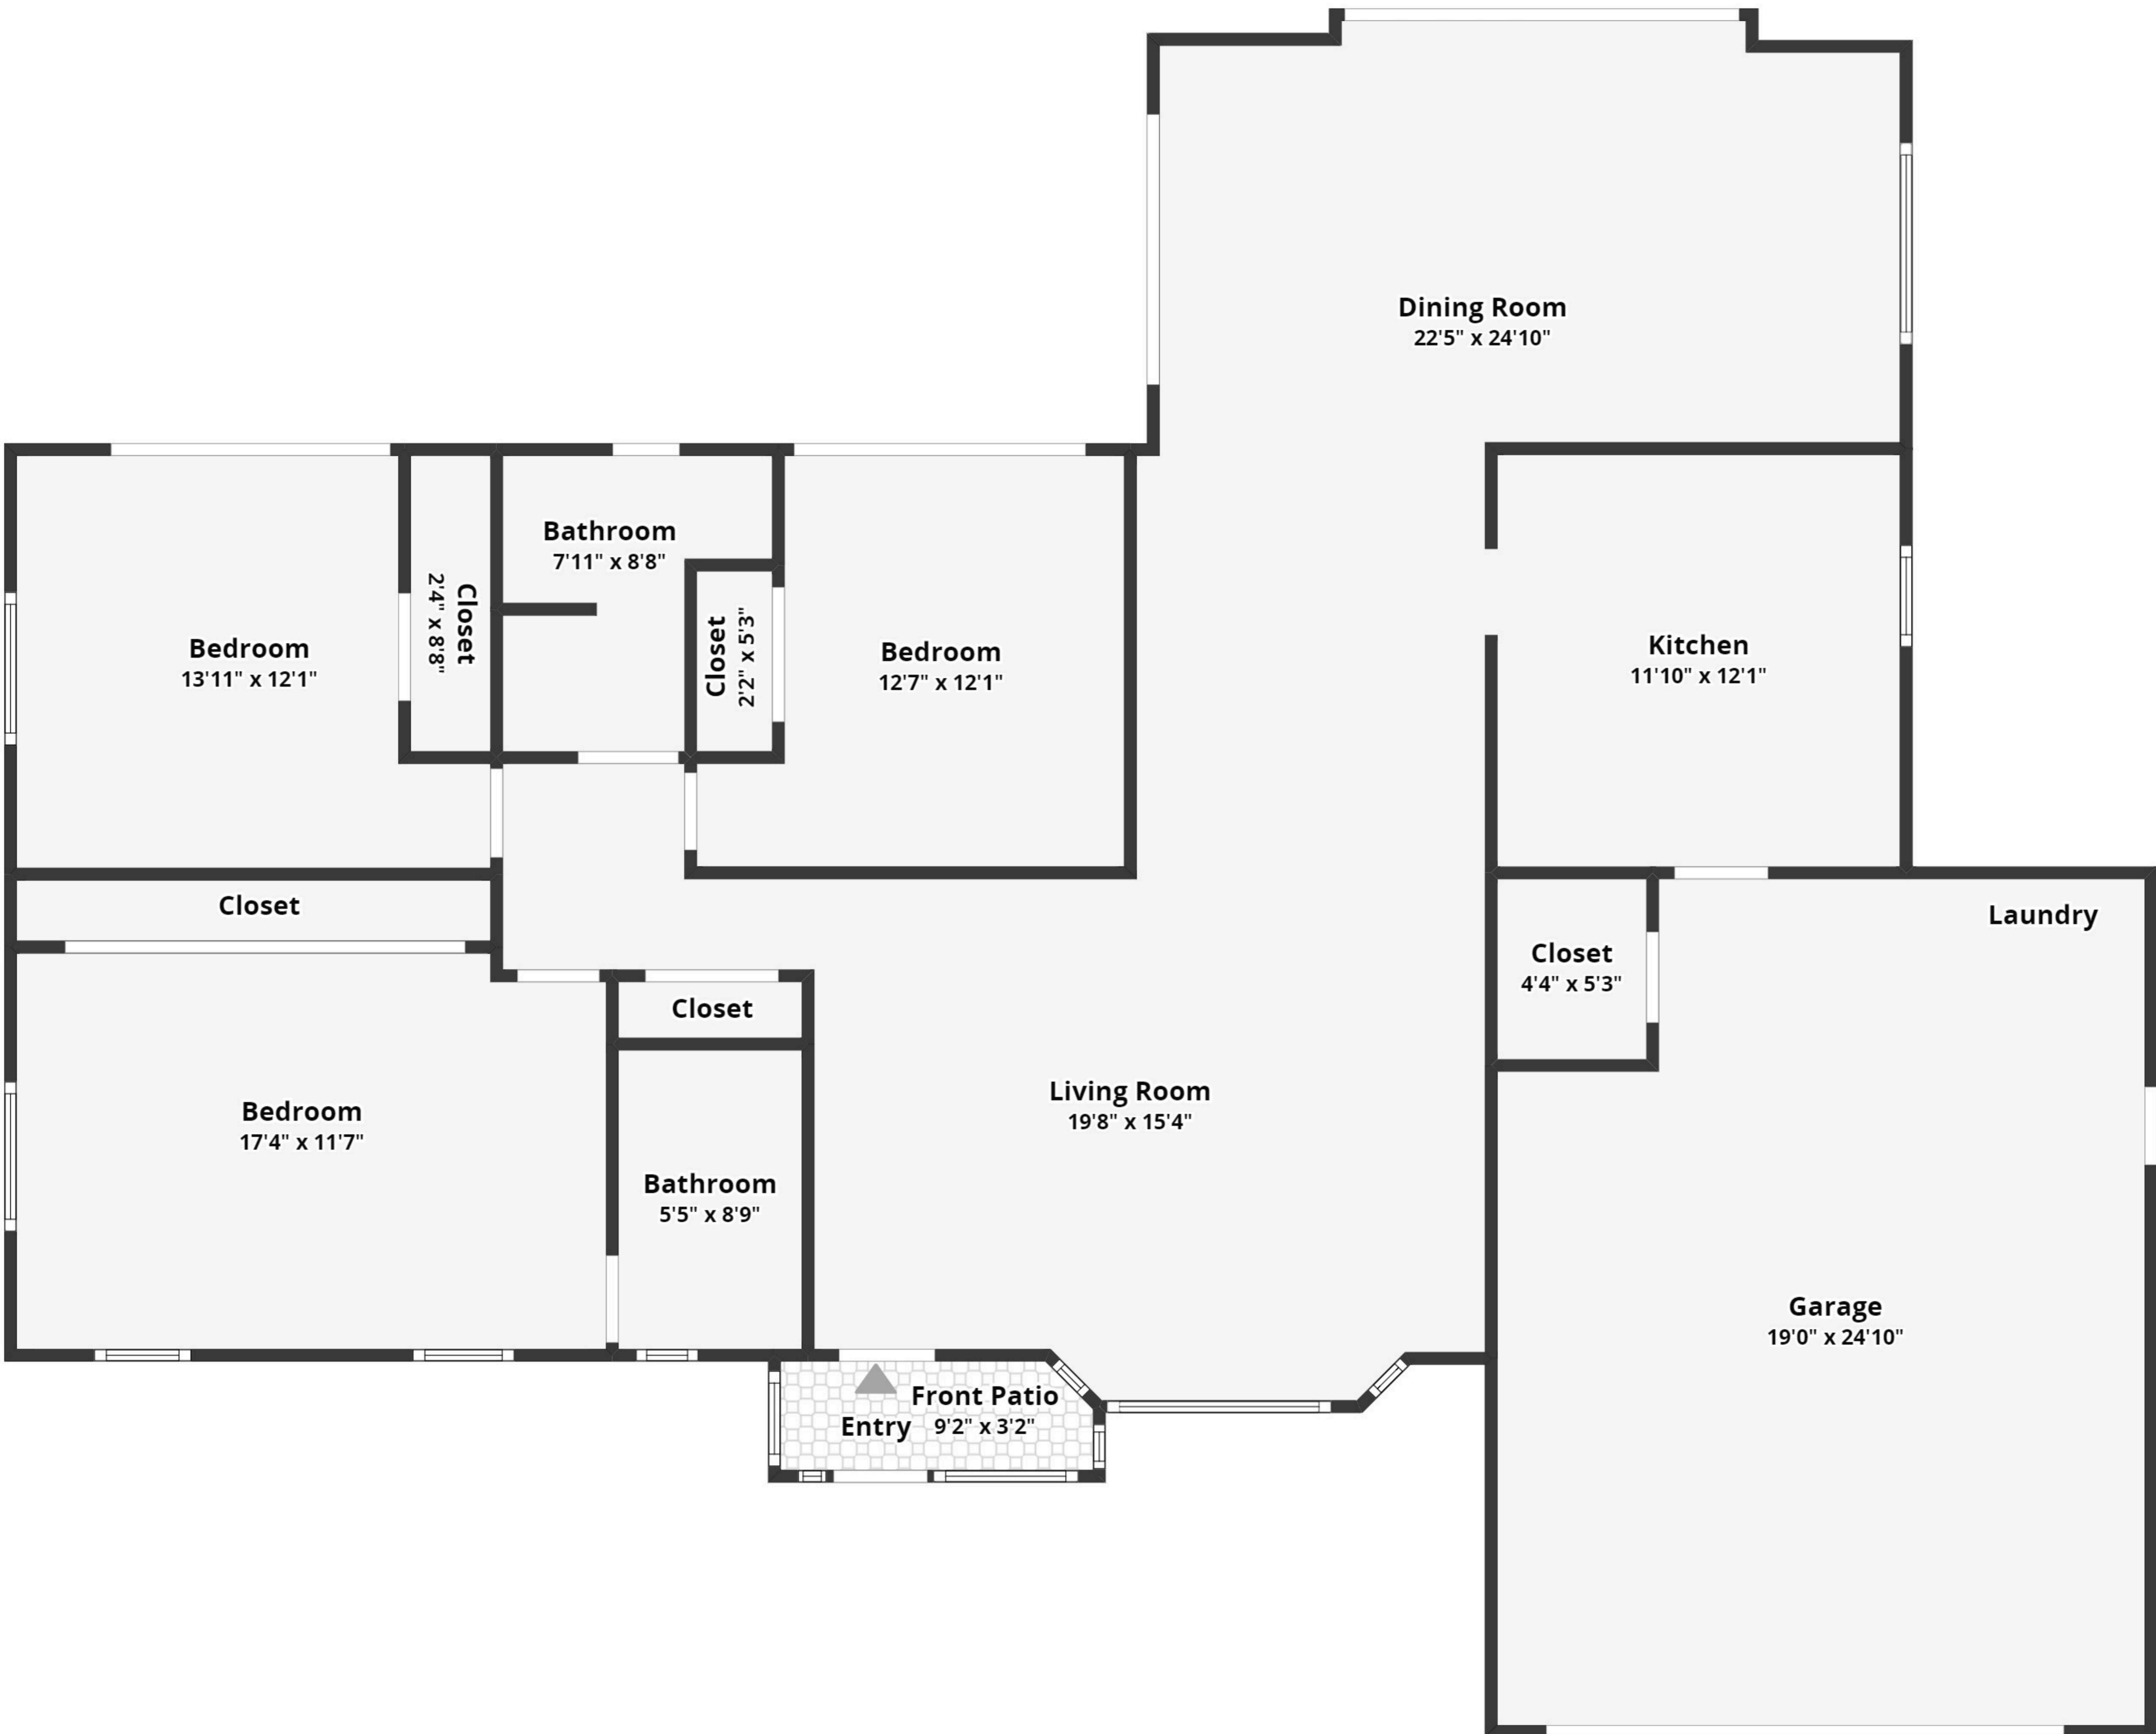 Dining Room
22'5" x 24'10"
Bathroom
7'11" x 8'8"
Closet
2'4" x 8'8"
Closet
2'2" x 5'3"
Bedroom
13'11" x 12'1"
Bedroom
12'7" x 12'1"
Kitchen
11'10" x 12'1"
Closet
Laundry
Closet
4'4" x 5'3"
Closet
Bedroom
17'4" x 11'7"
Living Room
19'8" x 15'4"
Bathroom
5'5" x 8'9"
Garage
19'0" x 24'10"
Front Patio
Entry 9'2" x 3'2"